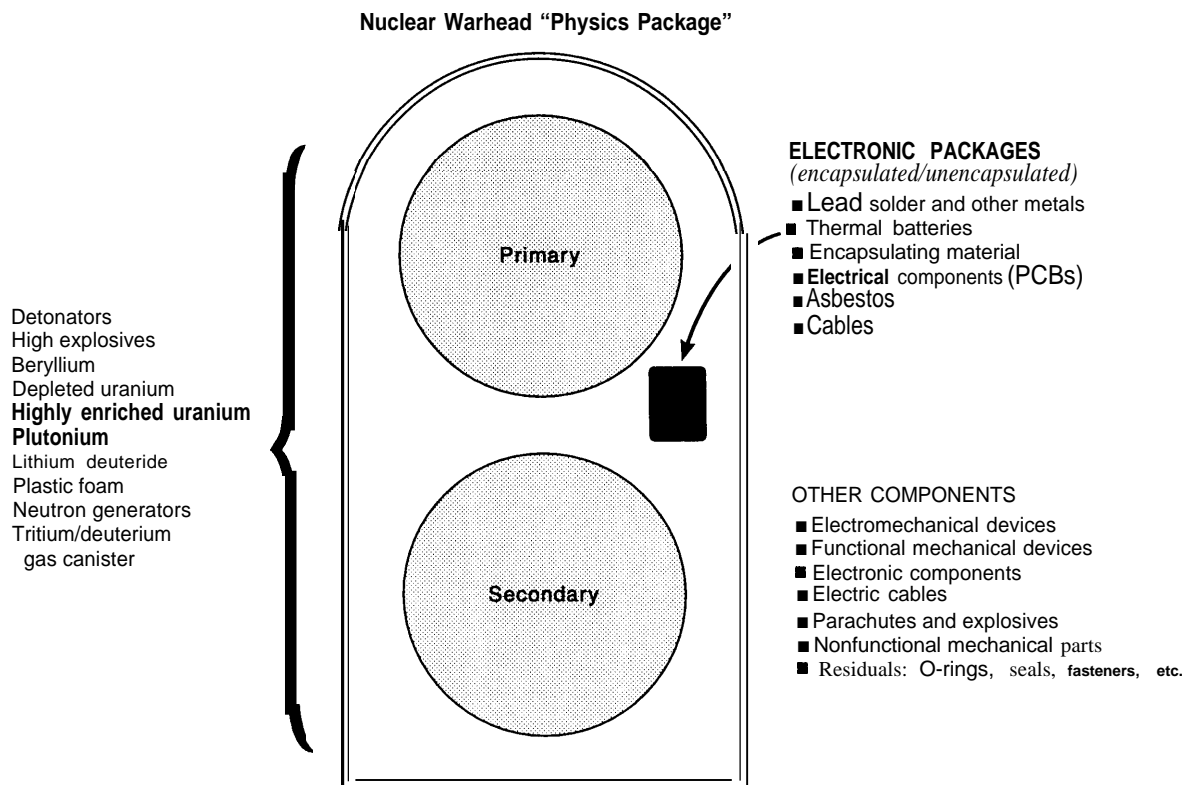 Nuclear Warhead “Physics Package”
Detonators
High explosives
Beryllium
Depleted uranium
Highly enriched uranium
Plutonium
Lithium deuteride
Plastic foam
Neutron generators
Tritium/deuterium
gas canister
Primary
Secondary
ELECTRONIC PACKAGES
(encapsulated/unencapsulated)
■ Lead solder and other metals
■ Thermal batteries
■ Encapsulating material
■ Electrical components (PCBs)
■ Asbestos
■ Cables
OTHER COMPONENTS
■ Electromechanical devices
■ Functional mechanical devices
■ Electronic components
■ Electric cables
■ Parachutes and explosives
■ Nonfunctional mechanical parts
■ Residuals: O-rings, seals, fasteners, etc.